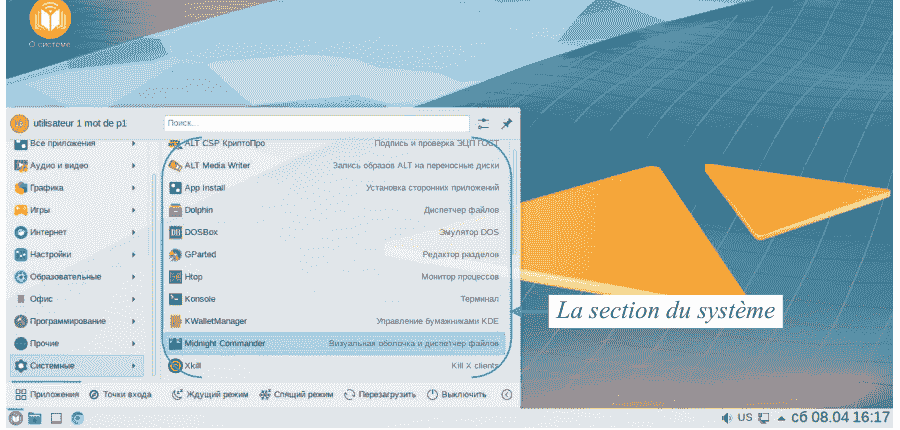 О системе
utilisateur 1 mot de p1
Поиск...
Все приложения
Аудио и видео
Графика
Игры
Интернет
Настройки
Образовательные
Офис
Программирование
Прочие
Системные
ALT CSP КриптоПро Подпись и проверка ЭЦП ГОСТ
ALT Media Writer Запись образов ALT на переносные диски
App Install Установка сторонних приложений
Dolphin Диспетчер файлов
DOSBox Эмулятор DOS
GParted Редактор разделов
Htop Монитор процессов
Konsole Терминал
KWalletManager Управление бумажниками KDE
Midnight Commander Визуальная оболочка и диспетчер файлов
Xkill Kill X clients
La section du système
Приложения Точки входа Ждущий режим Спящий режим Перезагрузить Выключить
US сб 08.04 16:17